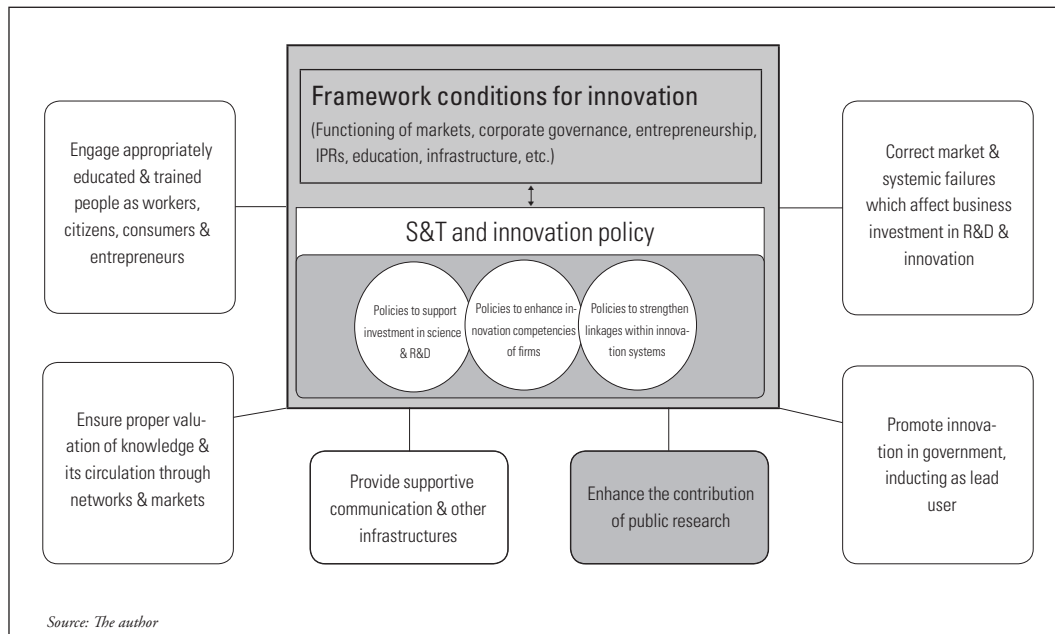 Framework conditions for innovation
(Functioning of markets, corporate governance, entrepreneurship,
IPRs, education, infrastructure, etc.)
S&T and innovation policy
Policies to support
investment in science
& R&D
Policies to enhance in-
novation competencies
of firms
Policies to strengthen
linkages within innova-
tion systems
Engage appropriately
educated & trained
people as workers,
citizens, consumers &
entrepreneurs
Correct market &
systemic failures
which affect business
investment in R&D &
innovation
Ensure proper valu-
ation of knowledge &
its circulation through
networks & markets
Provide supportive
communication & other
infrastructures
Enhance the contribution
of public research
Promote innova-
tion in government,
inducting as lead
user
Source: The author